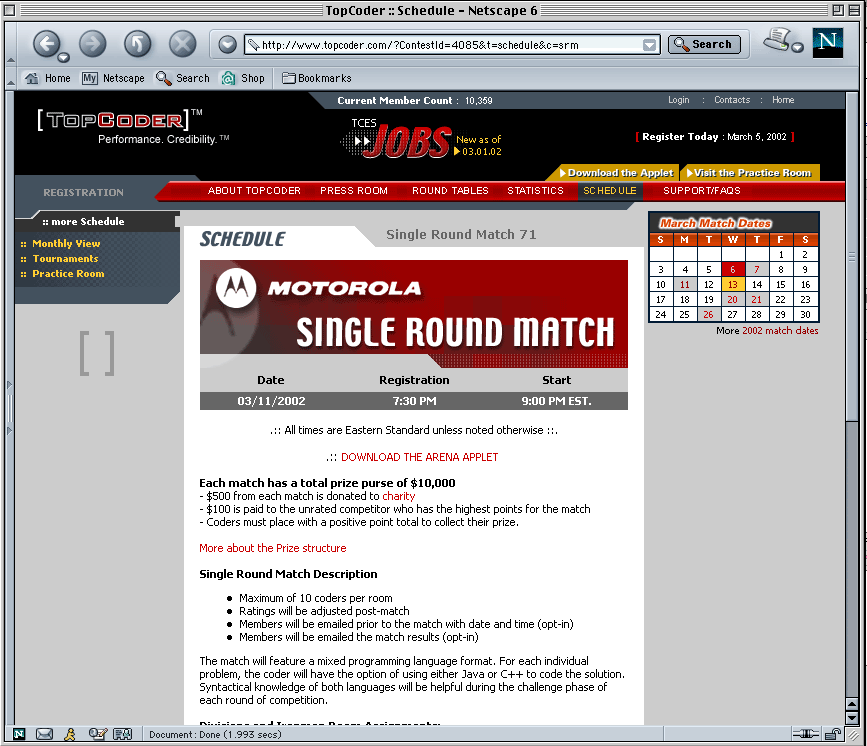 TopCoder :: Schedule - Netscape 6
http://www.topcoder.com/?ContestId=4085&t=schedule&c=srm
Search
N
Home My Netscape Search Shop Bookmarks
Current Member Count : 10,359
Login : Contacts : Home
[TOPCODER]™
Performance. Credibility.™
TCES
JOBS
New as of
03.01.02
[ Register Today : March 5, 2002 ]
Download the Applet Visit the Practice Room
REGISTRATION
ABOUT TOPCODER PRESS ROOM ROUND TABLES STATISTICS SCHEDULE SUPPORT/FAQS
:: more Schedule
:: Monthly View
:: Tournaments
:: Practice Room
[ ]
SCHEDULE
Single Round Match 71
MOTOROLA
SINGLE ROUND MATCH
Date Registration Start
03/11/2002 7:30 PM 9:00 PM EST.
.:: All times are Eastern Standard unless noted otherwise ::.
.:: DOWNLOAD THE ARENA APPLET
Each match has a total prize purse of $10,000
- $500 from each match is donated to charity
- $100 is paid to the unrated competitor who has the highest points for the match
- Coders must place with a positive point total to collect their prize.
More about the Prize structure
Single Round Match Description
• Maximum of 10 coders per room
• Ratings will be adjusted post-match
• Members will be emailed prior to the match with date and time (opt-in)
• Members will be emailed the match results (opt-in)
The match will feature a mixed programming language format. For each individual
problem, the coder will have the option of using either Java or C++ to code the solution.
Syntactical knowledge of both languages will be helpful during the challenge phase of
each round of competition.
Divisions and Ironman Room Assignments:
March Match Dates
S M T W T F S
1 2
3 4 5 6 7 8 9
10 11 12 13 14 15 16
17 18 19 20 21 22 23
24 25 26 27 28 29 30
More 2002 match dates
N
Document: Done (1.993 secs)